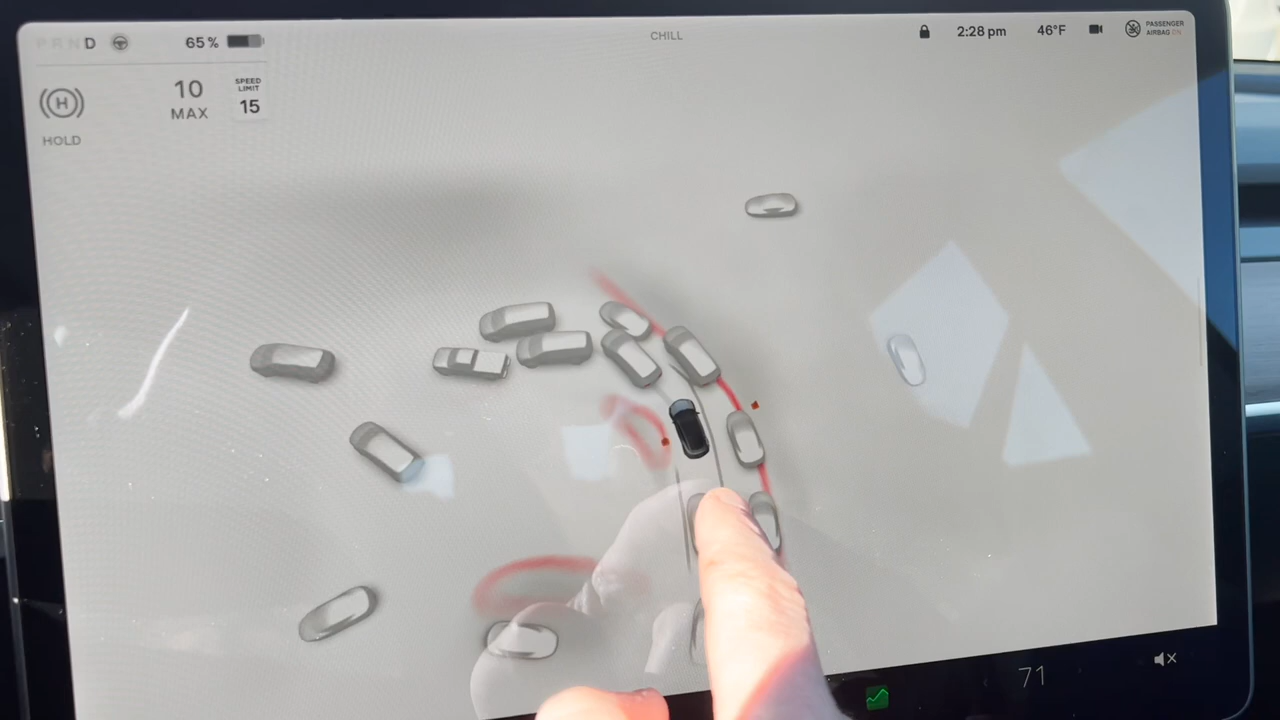 P R N D
65 %
CHILL
2:28 pm
46°F
PASSENGER
AIRBAG ON
H
HOLD
10
MAX
SPEED
LIMIT
15
71